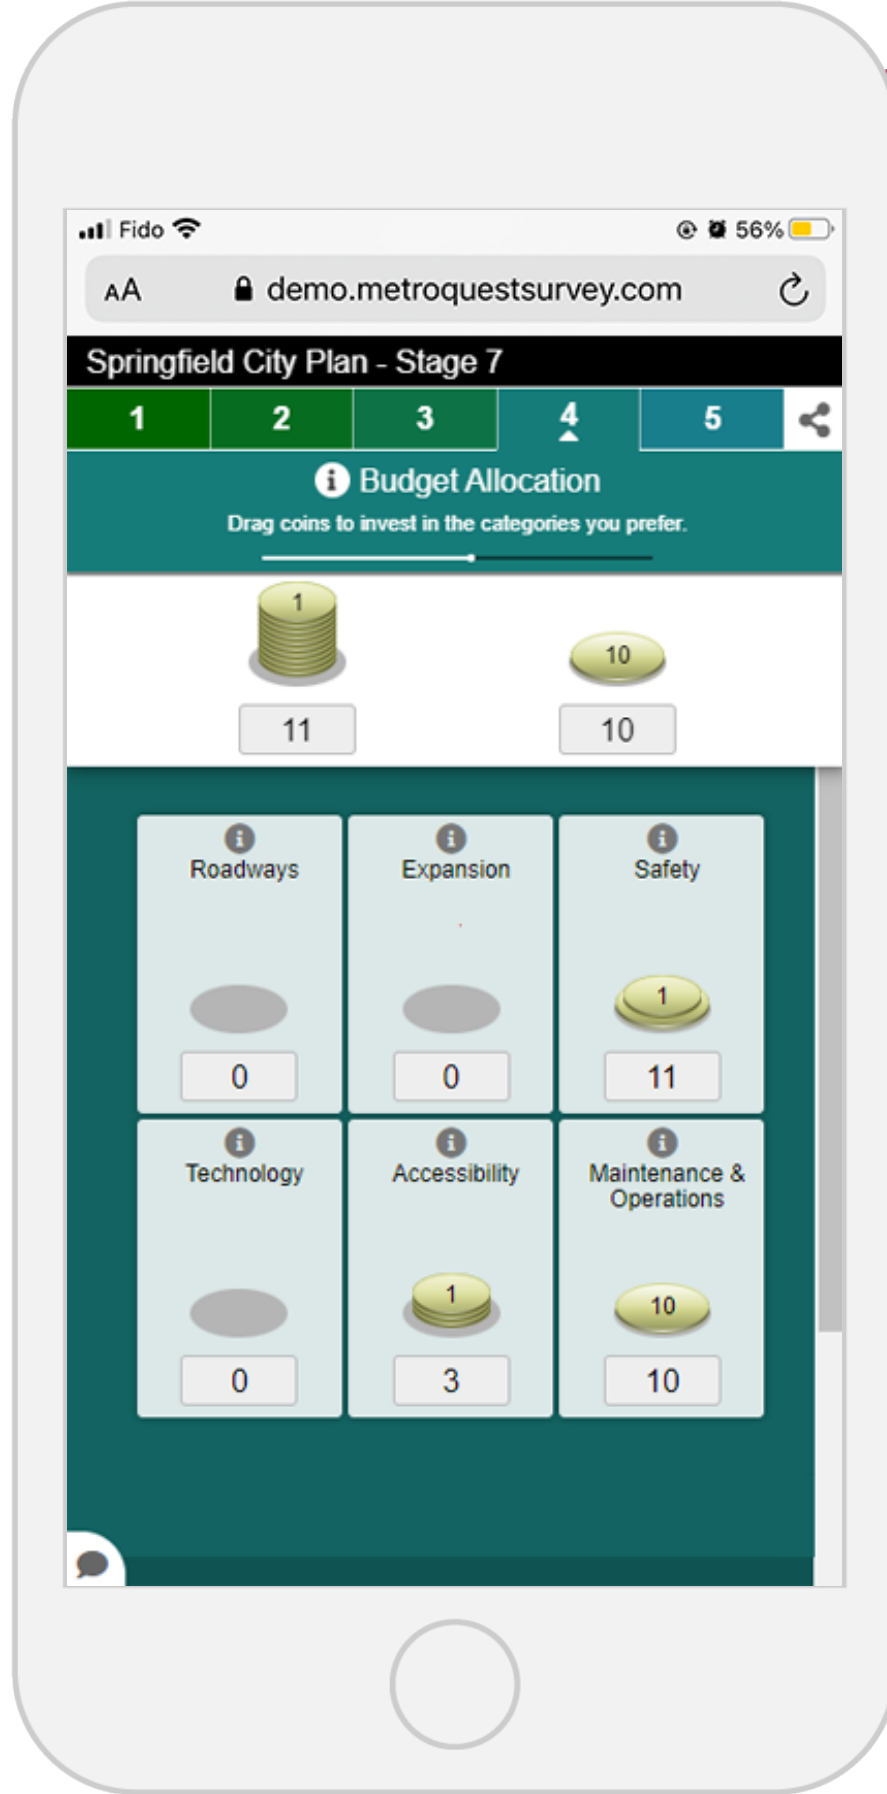 Fido 56%
AA demo.metroquestsurvey.com
Springfield City Plan - Stage 7
1 2 3 4 5
i Budget Allocation
Drag coins to invest in the categories you prefer.
1 10
11 10
i i i
Roadways Expansion Safety
1
0 0 11
i i i
Technology Accessibility Maintenance &
Operations
1 10
0 3 10